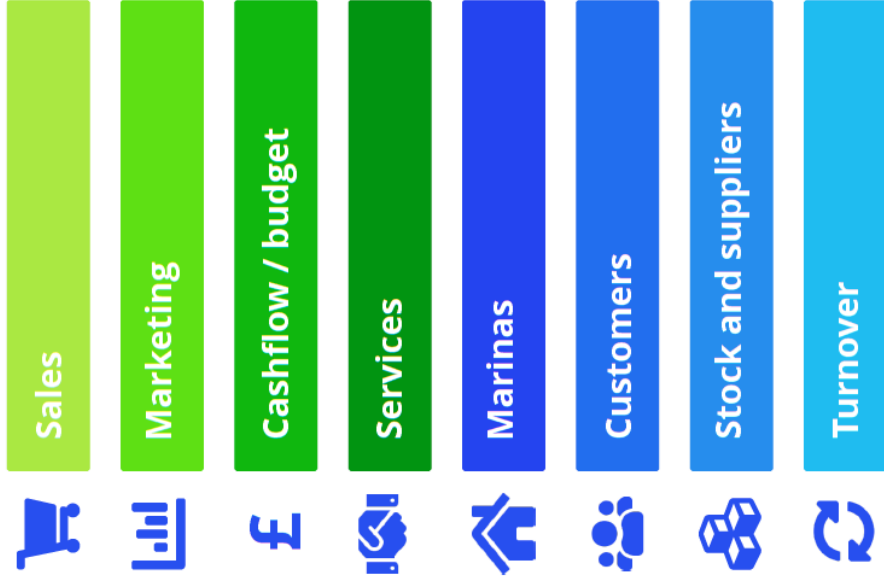 Sales
Marketing
Cashflow / budget
Services
Marinas
Customers
Stock and suppliers
Turnover
£